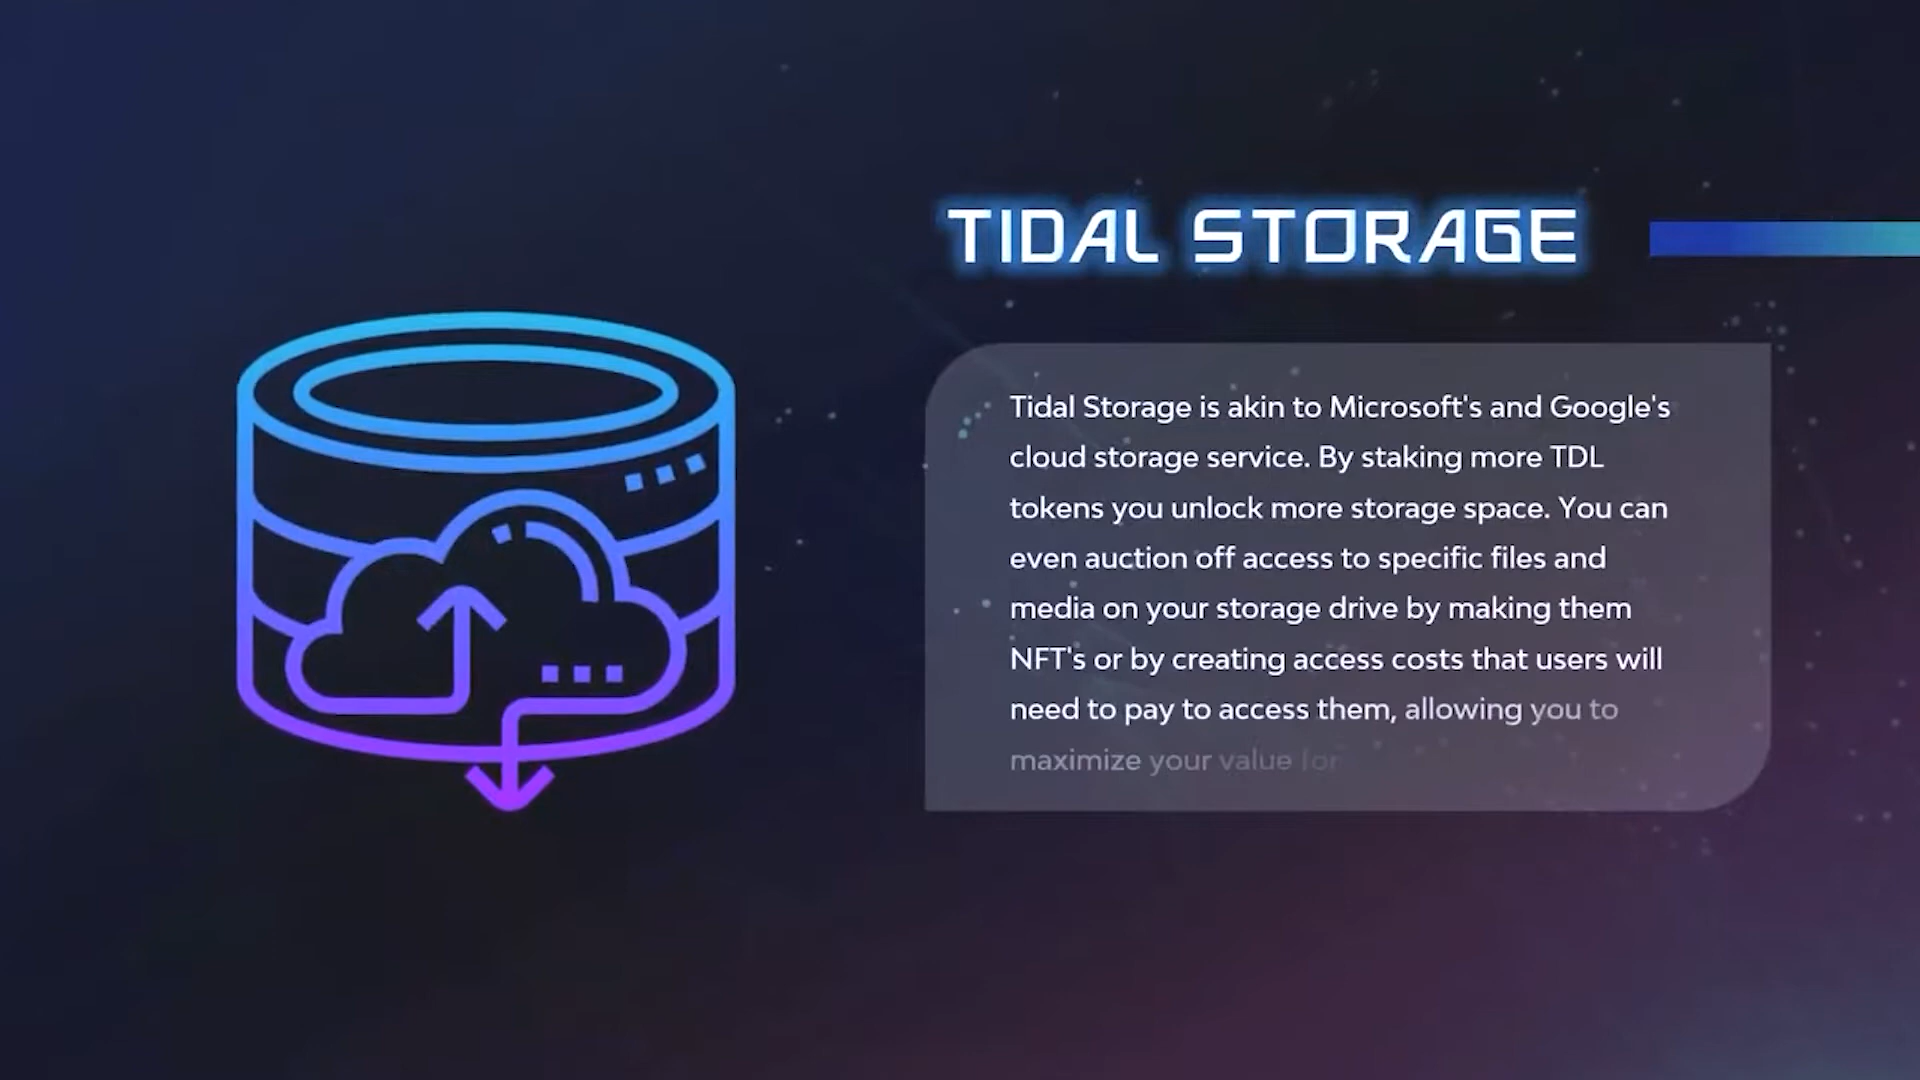 TIDAL STORAGE
Tidal Storage is akin to Microsoft's and Google's
cloud storage service. By staking more TDL
tokens you unlock more storage space. You can
even auction off access to specific files and
media on your storage drive by making them
NFT's or by creating access costs that users will
need to pay to access them, allowing you to
maximize your value for